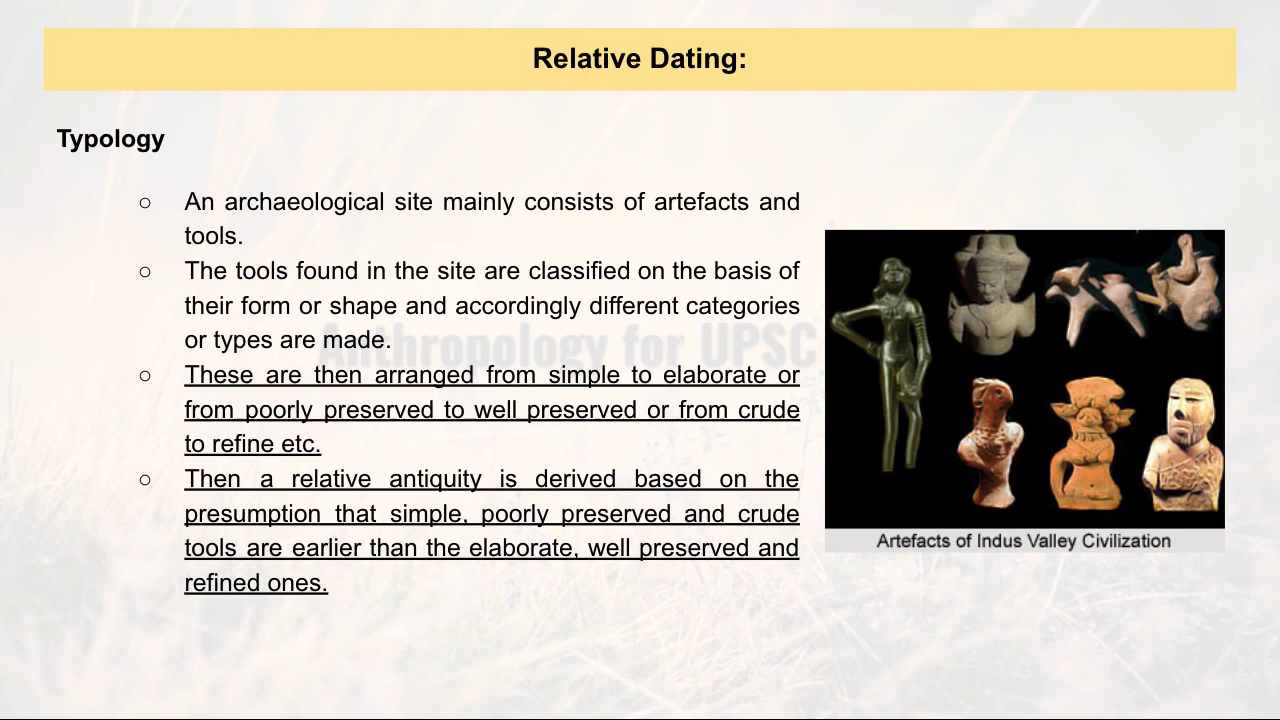 Relative Dating:
Typology
○ An archaeological site mainly consists of artefacts and
tools.
○ The tools found in the site are classified on the basis of
their form or shape and accordingly different categories
or types are made.
○ These are then arranged from simple to elaborate or
from poorly preserved to well preserved or from crude
to refine etc.
○ Then a relative antiquity is derived based on the
presumption that simple, poorly preserved and crude
tools are earlier than the elaborate, well preserved and
refined ones.
Anthropology for UPSC
Artefacts of Indus Valley Civilization